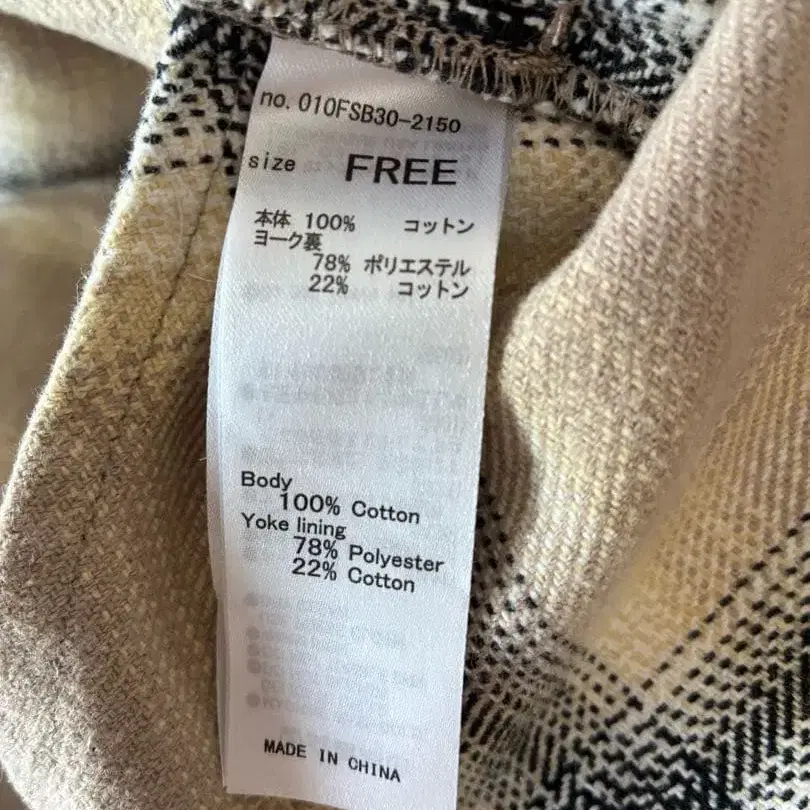 no. 010FSB30-2150
size FREE
本体 100% コットン
ヨーク裏
78% ポリエステル
22% コットン
Body
100% Cotton
Yoke lining
78% Polyester
22% Cotton
MADE IN CHINA